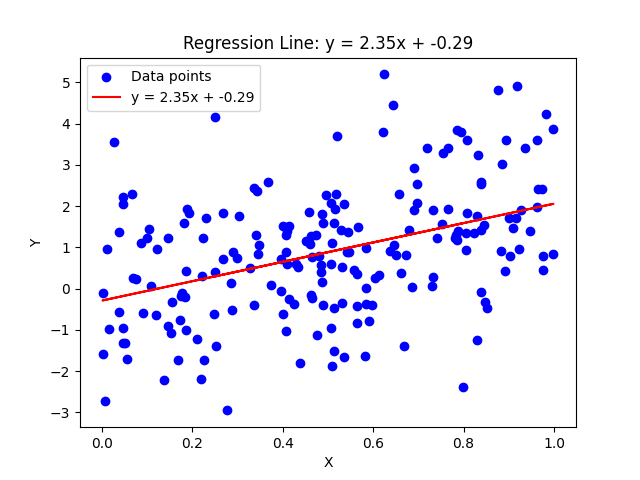 Regression Line: y = 2.35x + -0.29
Data points
y = 2.35x + -0.29
5
4
3
2
1
0
−1
−2
−3
Y
0.0 0.2 0.4 0.6 0.8 1.0
X